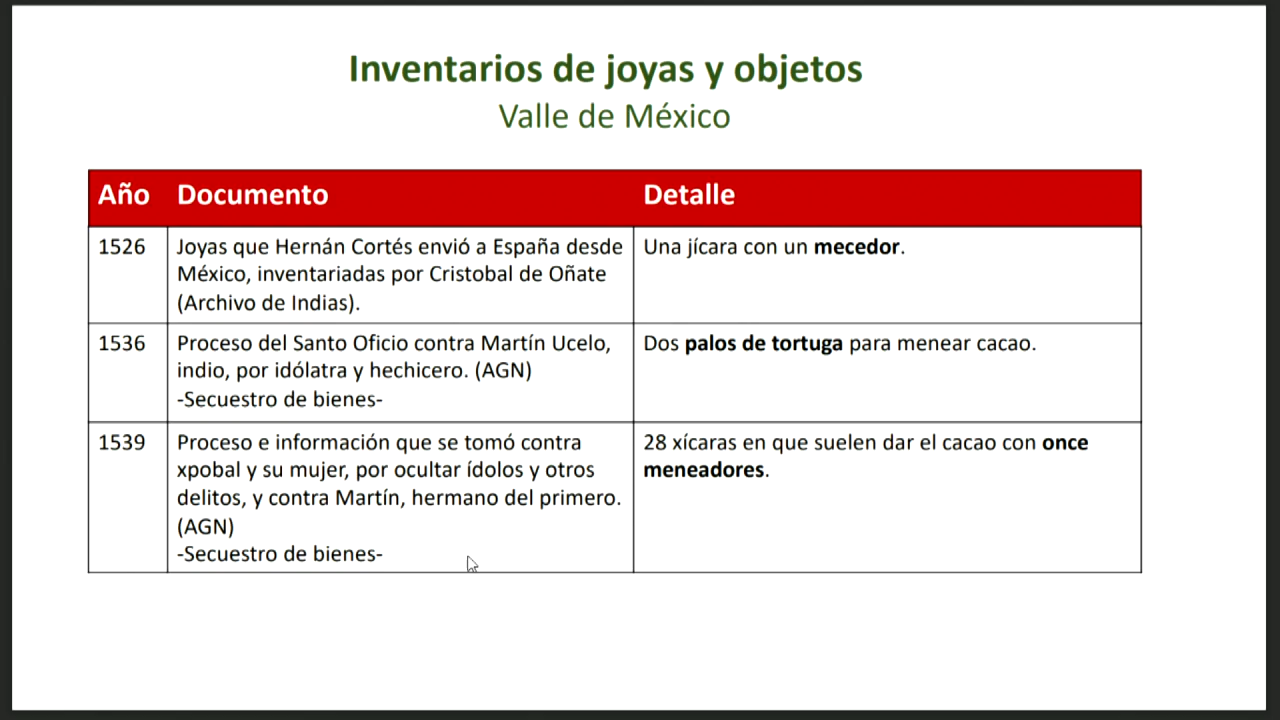 Inventarios de joyas y objetos
Valle de México
Año Documento Detalle
1526 Joyas que Hernán Cortés envió a España desde Una jícara con un mecedor.
México, inventariadas por Cristobal de Oñate
(Archivo de Indias).
1536 Proceso del Santo Oficio contra Martín Ucelo, Dos palos de tortuga para menear cacao.
indio, por idólatra y hechicero. (AGN)
-Secuestro de bienes-
1539 Proceso e información que se tomó contra 28 xícaras en que suelen dar el cacao con once
xpobal y su mujer, por ocultar ídolos y otros meneadores.
delitos, y contra Martín, hermano del primero.
(AGN)
-Secuestro de bienes-